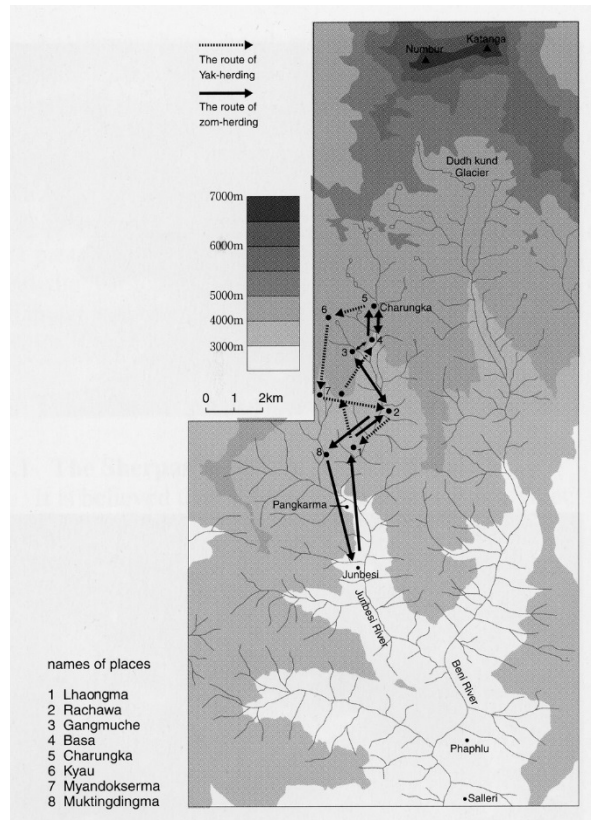 The route of
Yak-herding
The route of
zom-herding
Numbur
Katanga
Dudh kund
Glacier
7000m
6000m
5000m
4000m
3000m
0 1 2km
5
Charungka
6
4
3
7
2
1
8
Pangkarma
Junbesi
Junbesi River
Beni River
Phaphlu
Salleri
names of places
1 Lhaongma
2 Rachawa
3 Gangmuche
4 Basa
5 Charungka
6 Kyau
7 Myandokserma
8 Muktingdingma